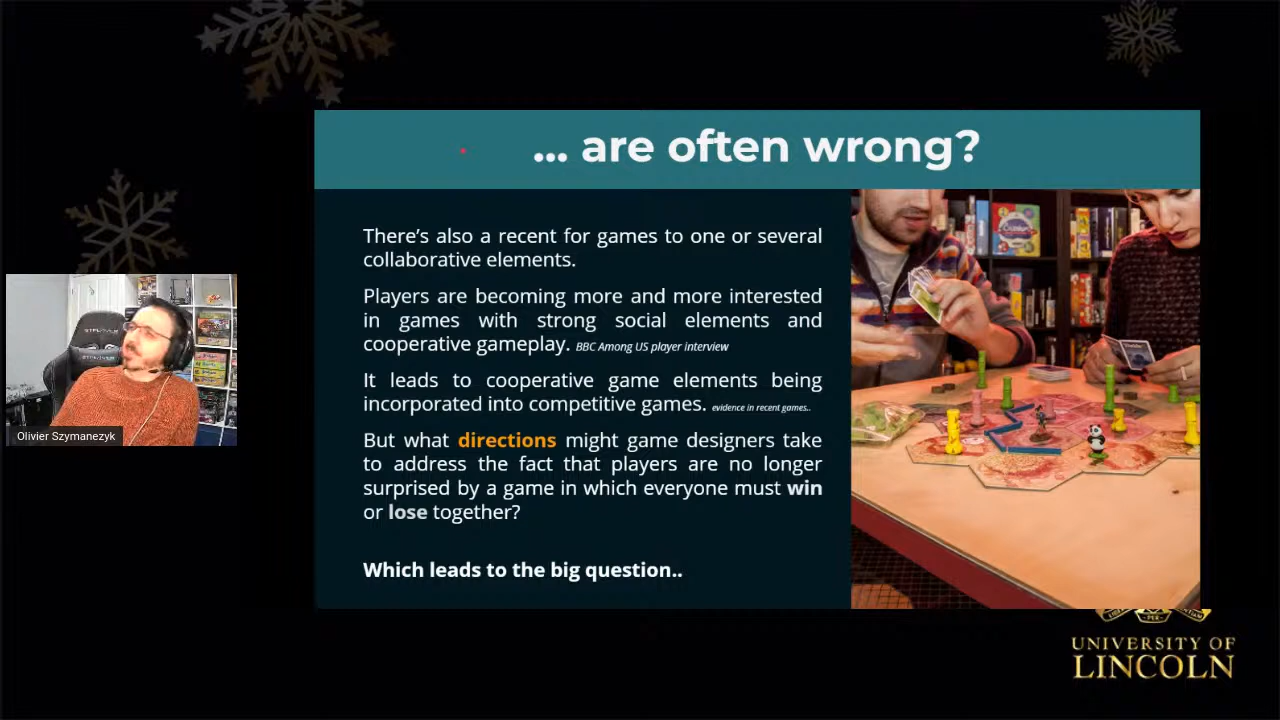 ... are often wrong?
There's also a recent for games to one or several
collaborative elements.
Players are becoming more and more interested
in games with strong social elements and
cooperative gameplay. BBC Among US player interview
It leads to cooperative game elements being
incorporated into competitive games. evidence in recent games..
But what directions might game designers take
to address the fact that players are no longer
surprised by a game in which everyone must win
or lose together?
Which leads to the big question..
Olivier Szymanezyk
UNIVERSITY OF
LINCOLN